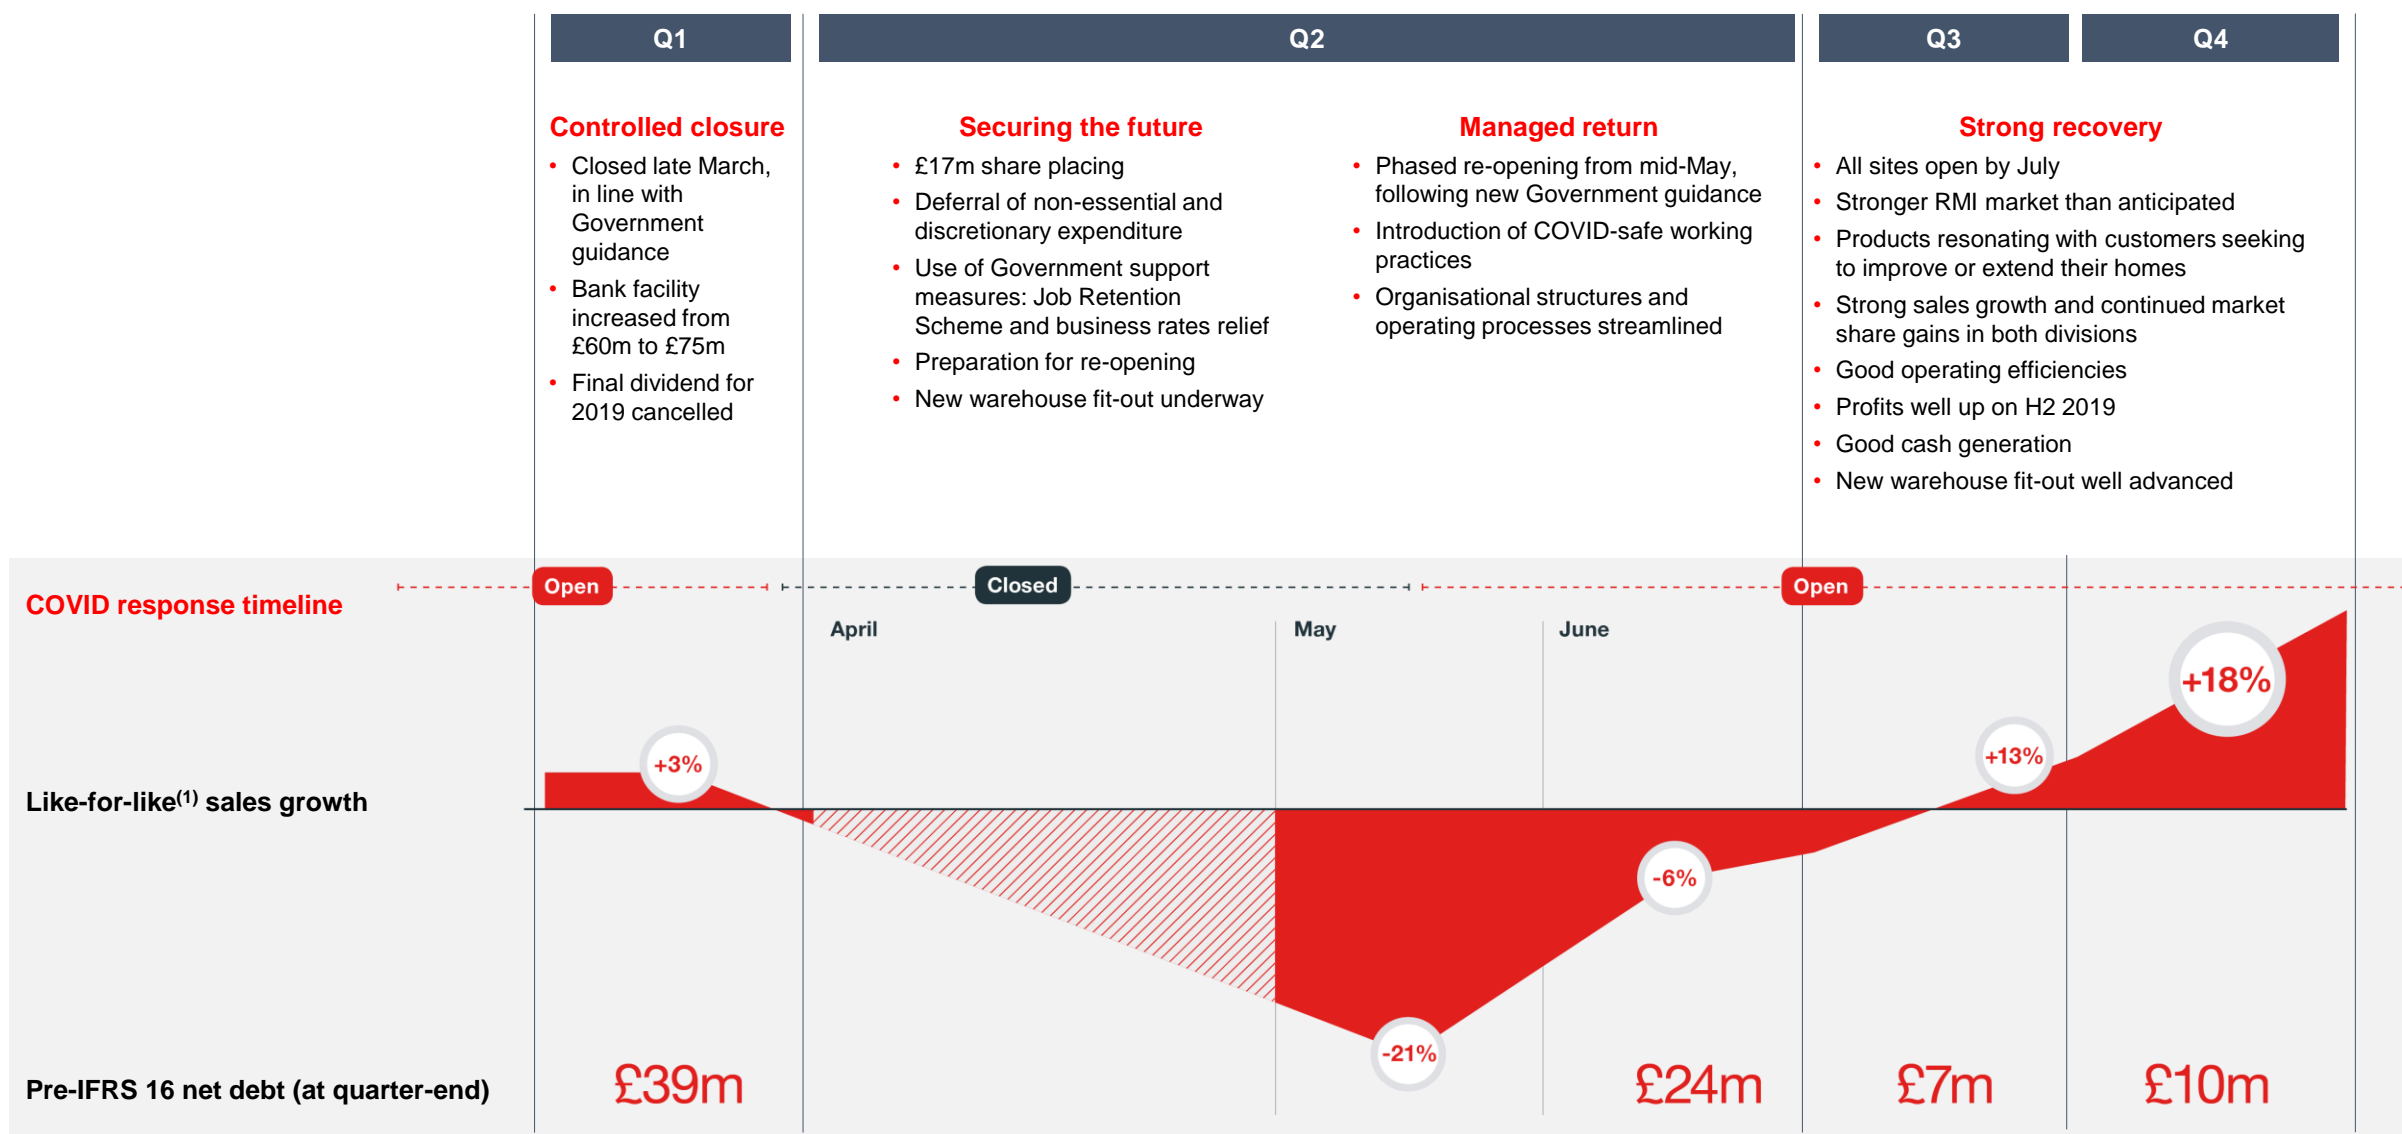 Q1
Q2
Q3
Q4
Controlled closure
• Closed late March,
in line with
Government
guidance
• Bank facility
increased from
£60m to £75m
• Final dividend for
2019 cancelled
Securing the future
• £17m share placing
• Deferral of non-essential and
discretionary expenditure
• Use of Government support
measures: Job Retention
Scheme and business rates relief
• Preparation for re-opening
• New warehouse fit-out underway
Managed return
• Phased re-opening from mid-May,
following new Government guidance
• Introduction of COVID-safe working
practices
• Organisational structures and
operating processes streamlined
Strong recovery
• All sites open by July
• Stronger RMI market than anticipated
• Products resonating with customers seeking
to improve or extend their homes
• Strong sales growth and continued market
share gains in both divisions
• Good operating efficiencies
• Profits well up on H2 2019
• Good cash generation
• New warehouse fit-out well advanced
COVID response timeline
Open
Closed
Open
April
May
June
Like-for-like(1) sales growth
+3%
-21%
-6%
+13%
+18%
Pre-IFRS 16 net debt (at quarter-end)
£39m
£24m
£7m
£10m